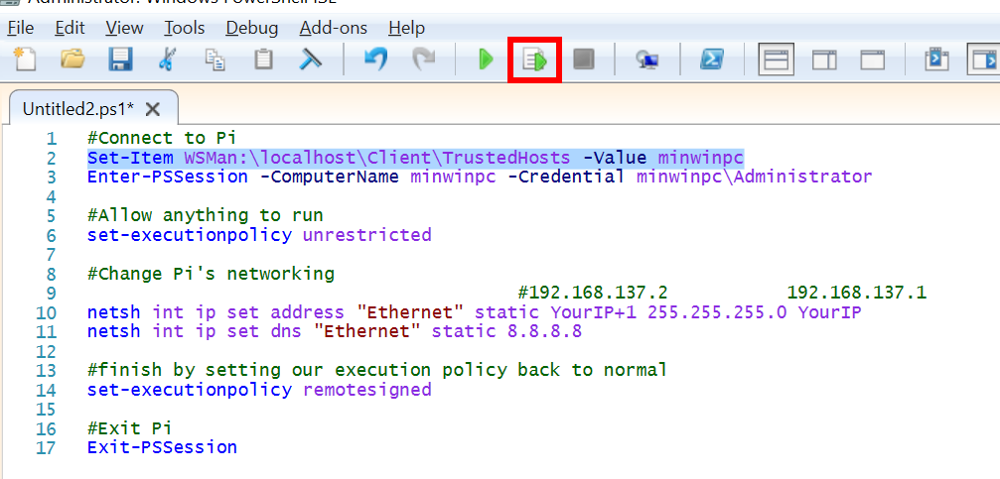 Administrator: Windows PowerShell ISE
File Edit View Tools Debug Add-ons Help
Untitled2.ps1*
1 #Connect to Pi
2 Set-Item WSMan:\localhost\Client\TrustedHosts -Value minwinpc
3 Enter-PSSession -ComputerName minwinpc -Credential minwinpc\Administrator
4
5 #Allow anything to run
6 set-executionpolicy unrestricted
7
8 #Change Pi's networking
9 #192.168.137.2 192.168.137.1
10 netsh int ip set address "Ethernet" static YourIP+1 255.255.255.0 YourIP
11 netsh int ip set dns "Ethernet" static 8.8.8.8
12
13 #finish by setting our execution policy back to normal
14 set-executionpolicy remotesigned
15
16 #Exit Pi
17 Exit-PSSession